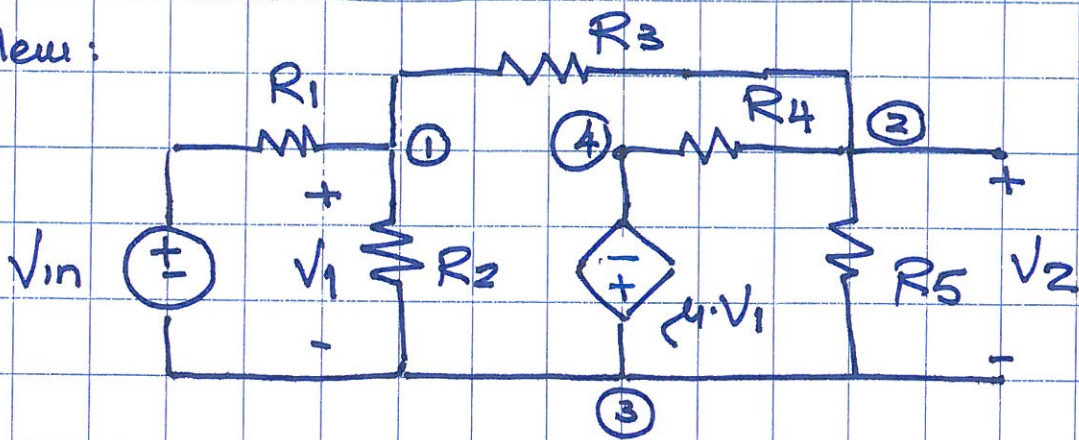 lem:
R3
R1
R4
① ④ ②
+ +
Vin + - V1 R2 - + μ·V1 R5 V2
- -
③